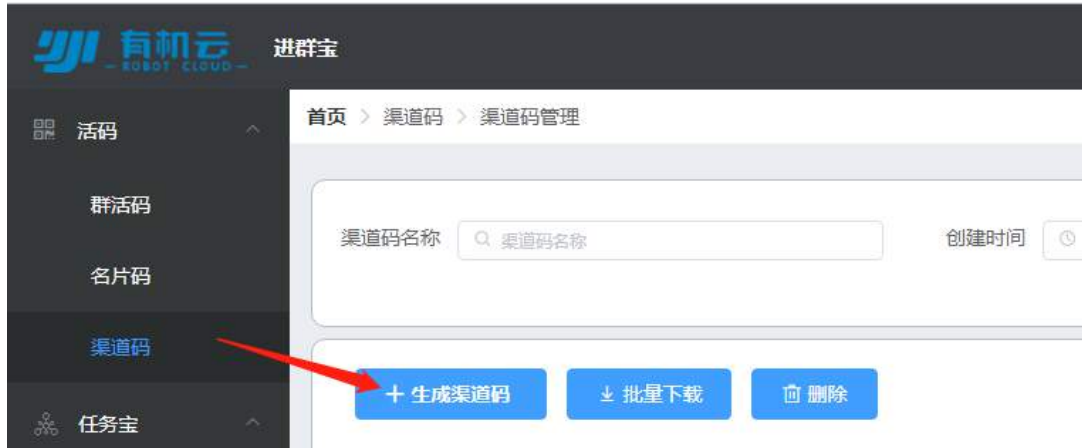 有机云
ROBOT CLOUD
进群宝
活码
首页 > 渠道码 > 渠道码管理
群活码
渠道码名称 渠道码名称 创建时间
名片码
渠道码
生成渠道码 批量下载 删除
任务宝